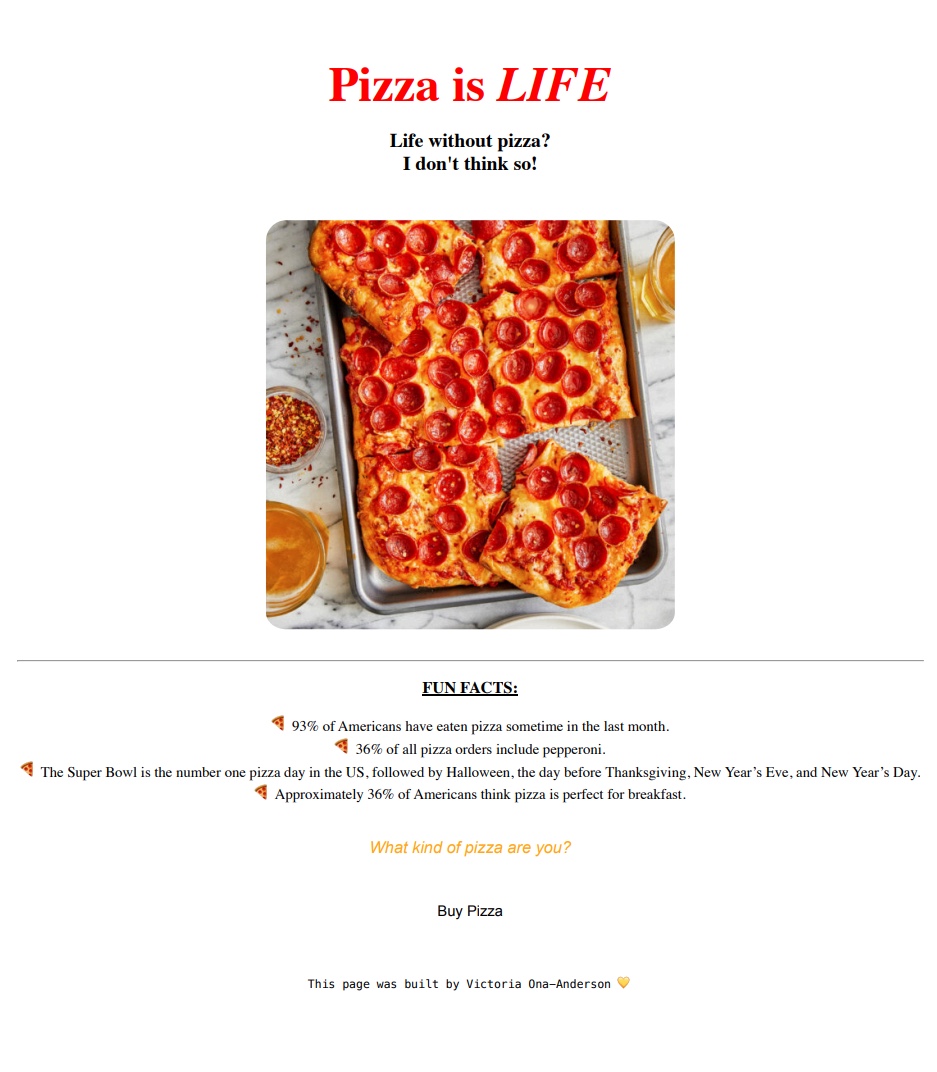 Pizza is LIFE
Life without pizza?
I don't think so!
FUN FACTS:
🍕 93% of Americans have eaten pizza sometime in the last month.
🍕 36% of all pizza orders include pepperoni.
🍕 The Super Bowl is the number one pizza day in the US, followed by Halloween, the day before Thanksgiving, New Year’s Eve, and New Year’s Day.
🍕 Approximately 36% of Americans think pizza is perfect for breakfast.
What kind of pizza are you?
Buy Pizza
This page was built by Victoria Ona-Anderson 💛